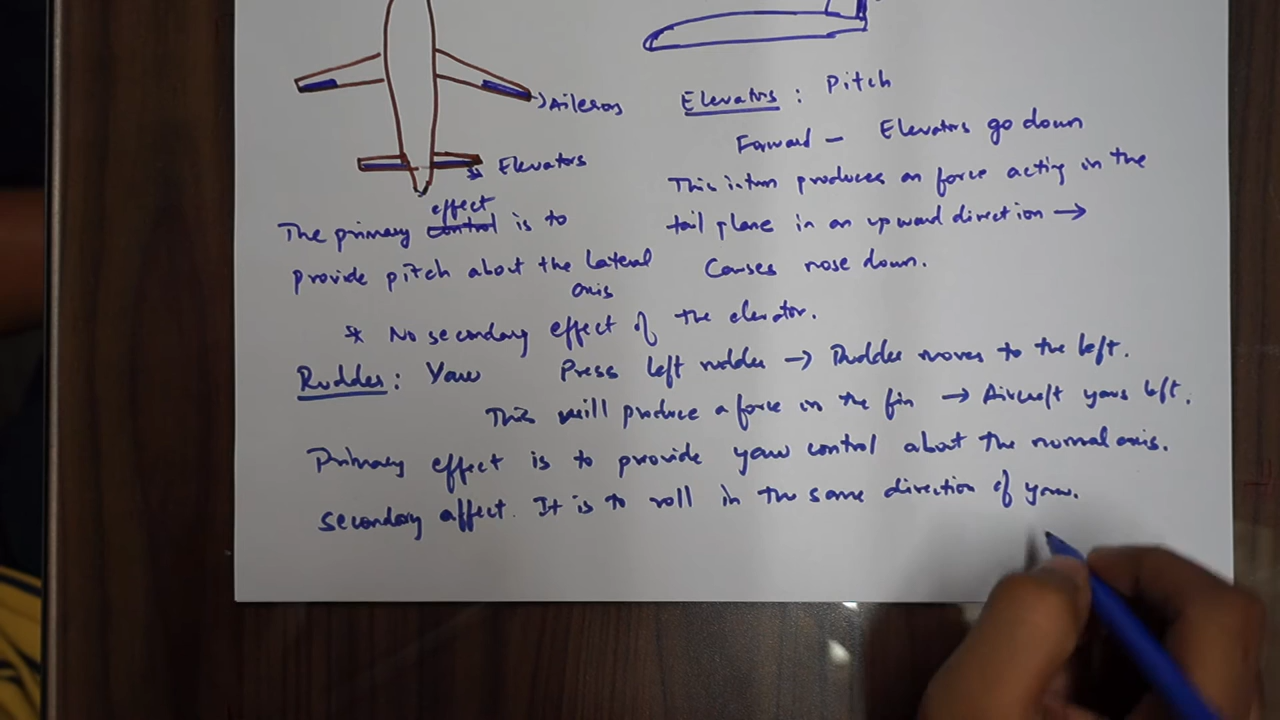 Ailerons
Elevators
Elevators : Pitch
Forward - Elevators go down
This inturn produces an force acting in the
tail plane in an upward direction →
Causes nose down.
The primary control effect is to
provide pitch about the Lateral
axis
* No secondary effect of the elevator.
Rudder : Yaw Press left rudder → Rudder moves to the left.
This will produce a force in the fin → Aircraft yaws left.
Primary effect is to provide yaw control about the normal axis.
Secondary affect. It is to roll in the same direction of yaw.